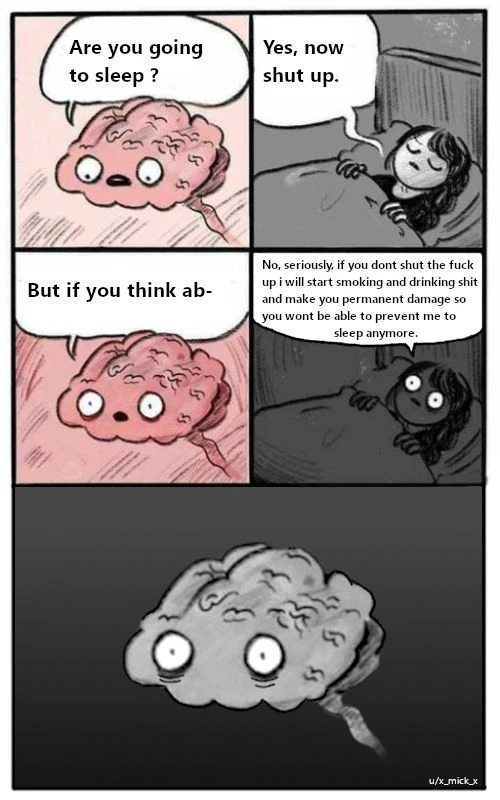 Are you going
to sleep ?
Yes, now
shut up.
But if you think ab-
No, seriously, if you dont shut the fuck
up i will start smoking and drinking shit
and make you permanent damage so
you wont be able to prevent me to
sleep anymore.
u/x_mick_x